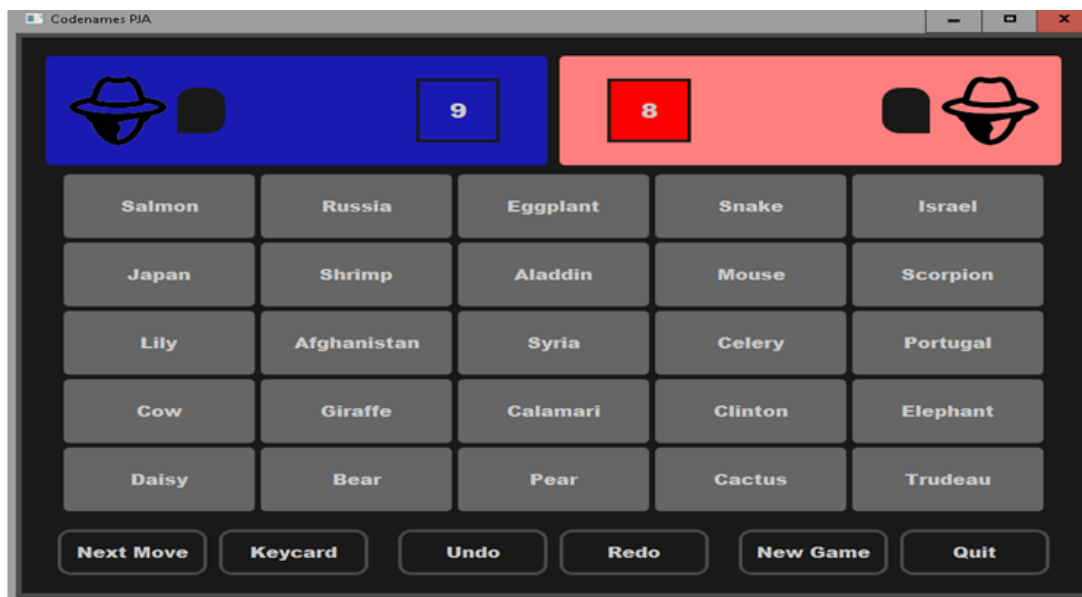 Codenames PJA
9 8
Salmon Russia Eggplant Snake Israel
Japan Shrimp Aladdin Mouse Scorpion
Lily Afghanistan Syria Celery Portugal
Cow Giraffe Calamari Clinton Elephant
Daisy Bear Pear Cactus Trudeau
Next Move Keycard Undo Redo New Game Quit